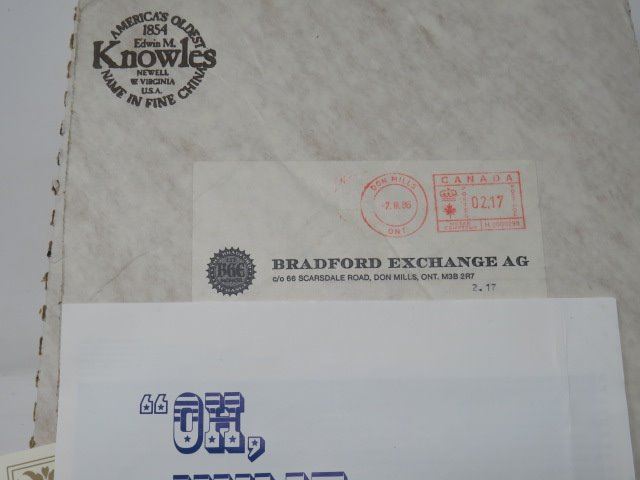 AMERICA'S OLDEST
1854
Edwin M.
Knowles
NEWELL
W VIRGINIA
U.S.A.
NAME IN FINE CHINA
DON MILLS
ONT.
CANADA
02.17
BGE
BRADFORD EXCHANGE AG
c/o 66 SCARSDALE ROAD, DON MILLS, ONT. M3B 2R7
2.17
"OH,